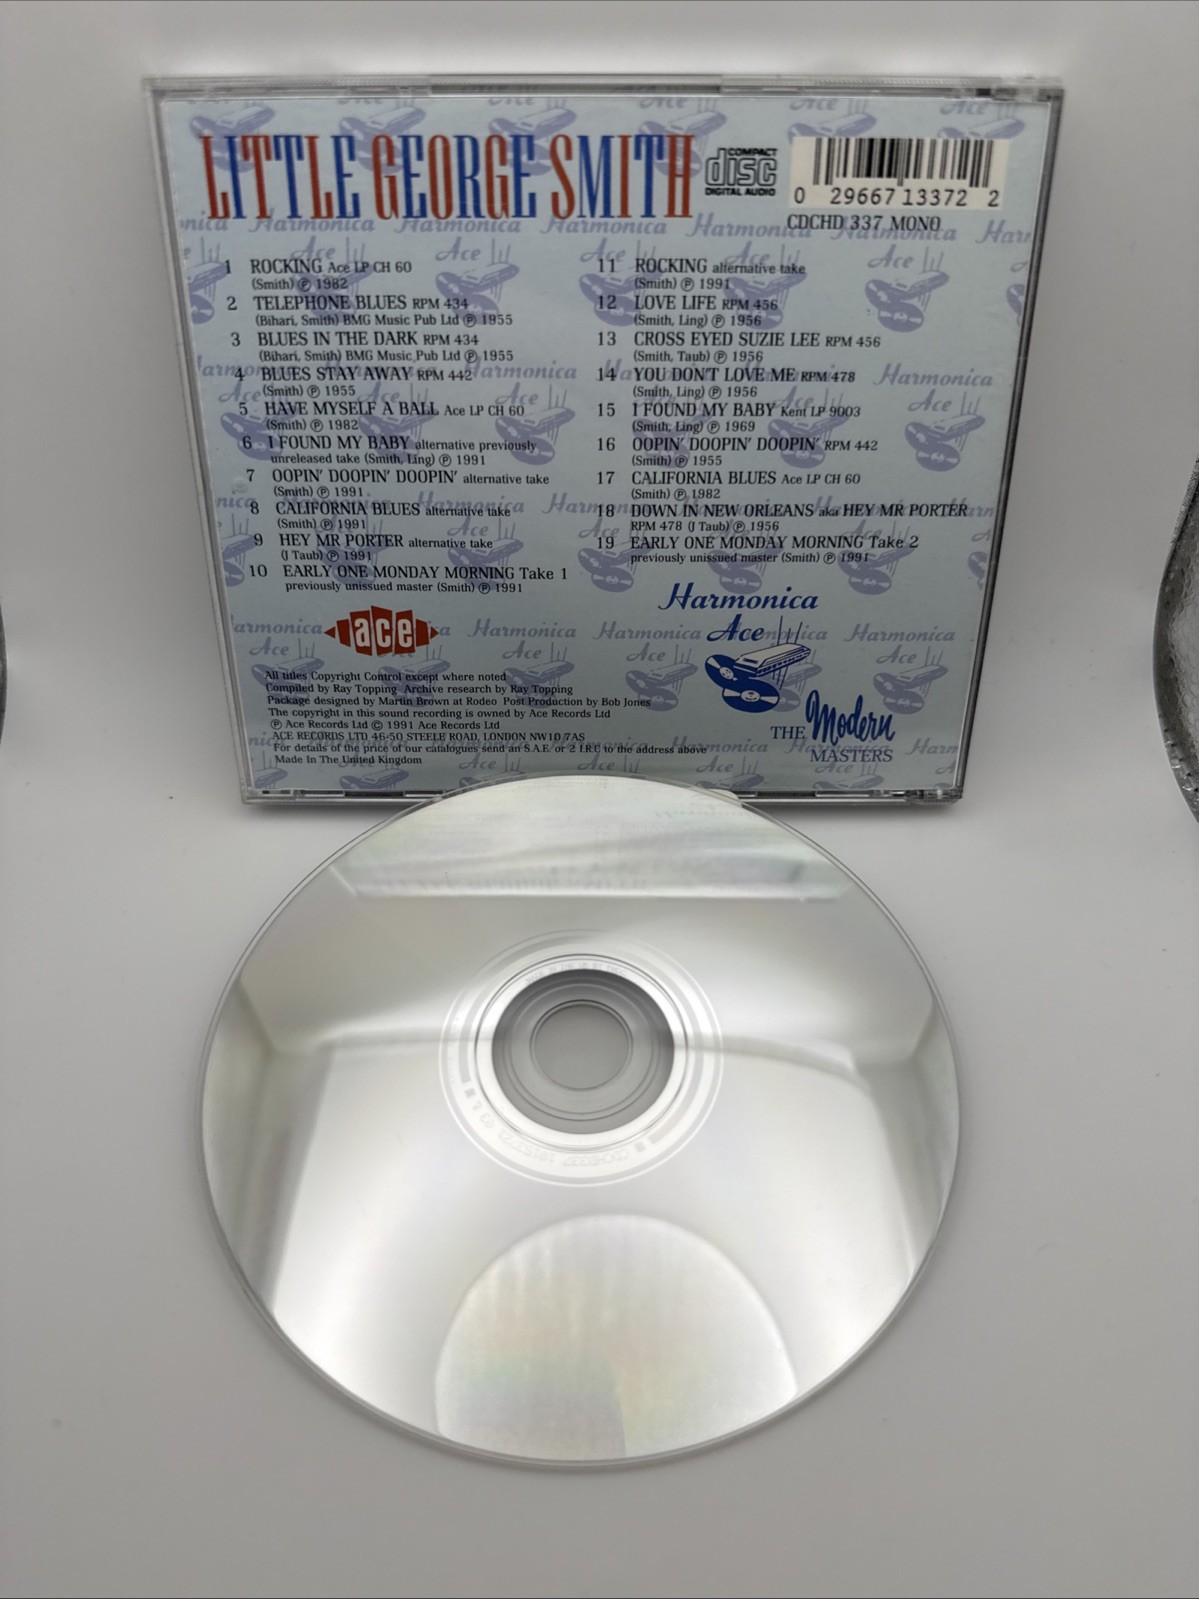 LITTLE GEORGE SMITH
COMPACT
disc
DIGITAL AUDIO
0 29667 13372 2
CDCHD 337 MONO
1 ROCKING Ace LP CH 60
(Smith) ℗ 1982
2 TELEPHONE BLUES RPM 434
(Bihari, Smith) BMG Music Pub Ltd ℗ 1955
3 BLUES IN THE DARK RPM 434
(Bihari, Smith) BMG Music Pub Ltd ℗ 1955
4 BLUES STAY AWAY RPM 442
(Smith) ℗ 1955
5 HAVE MYSELF A BALL Ace LP CH 60
(Smith) ℗ 1982
6 I FOUND MY BABY alternative previously
unreleased take (Smith, Ling) ℗ 1991
7 OOPIN' DOOPIN' DOOPIN' alternative take
(Smith) ℗ 1991
8 CALIFORNIA BLUES alternative take
(Smith) ℗ 1991
9 HEY MR PORTER alternative take
(J Taub) ℗ 1991
10 EARLY ONE MONDAY MORNING Take 1
previously unissued master (Smith) ℗ 1991
11 ROCKING alternative take
(Smith) ℗ 1991
12 LOVE LIFE RPM 456
(Smith, Ling) ℗ 1956
13 CROSS EYED SUZIE LEE RPM 456
(Smith, Taub) ℗ 1956
14 YOU DON'T LOVE ME RPM 478
(Smith, Ling) ℗ 1956
15 I FOUND MY BABY Kent LP 9003
(Smith, Ling) ℗ 1969
16 OOPIN' DOOPIN' DOOPIN' RPM 442
(Smith) ℗ 1955
17 CALIFORNIA BLUES Ace LP CH 60
(Smith) ℗ 1982
18 DOWN IN NEW ORLEANS aka HEY MR PORTER
RPM 478 (J Taub) ℗ 1956
19 EARLY ONE MONDAY MORNING Take 2
previously unissued master (Smith) ℗ 1991
Harmonica
Ace
ace
THE Modern
MASTERS
All titles Copyright Control except where noted
Compiled by Ray Topping Archive research by Ray Topping
Package designed by Martin Brown at Rodeo Post Production by Bob Jones
The copyright in this sound recording is owned by Ace Records Ltd
℗ Ace Records Ltd © 1991 Ace Records Ltd
ACE RECORDS LTD 46-50 STEELE ROAD, LONDON NW10 7AS
For details of the price of our catalogues send an S.A.E. or 2 I.R.C to the address above
Made In The United Kingdom